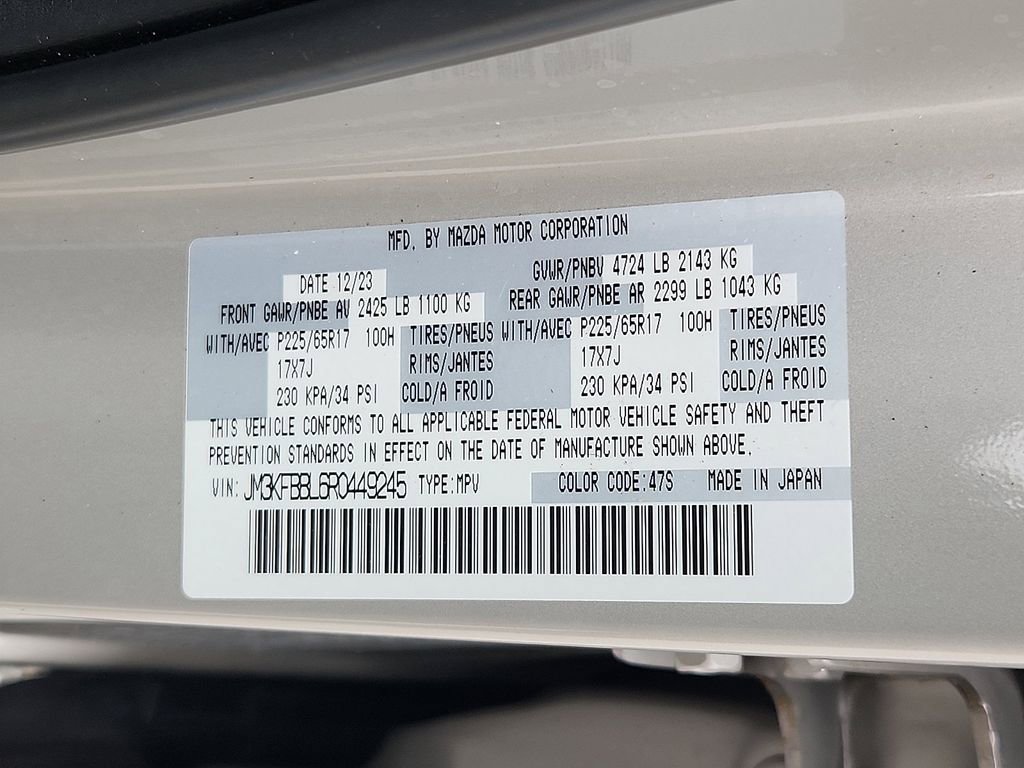 MFD. BY MAZDA MOTOR CORPORATION
DATE 12/23 GVWR/PNBV 4724 LB 2143 KG
FRONT GAWR/PNBE AV 2425 LB 1100 KG REAR GAWR/PNBE AR 2299 LB 1043 KG
WITH/AVEC P225/65R17 100H TIRES/PNEUS WITH/AVEC P225/65R17 100H TIRES/PNEUS
17X7J RIMS/JANTES 17X7J RIMS/JANTES
230 KPA/34 PSI COLD/A FROID 230 KPA/34 PSI COLD/A FROID
THIS VEHICLE CONFORMS TO ALL APPLICABLE FEDERAL MOTOR VEHICLE SAFETY AND THEFT
PREVENTION STANDARDS IN EFFECT ON THE DATE OF MANUFACTURE SHOWN ABOVE.
VIN: JM3KFBBL6R0449245 TYPE:MPV COLOR CODE:47S MADE IN JAPAN